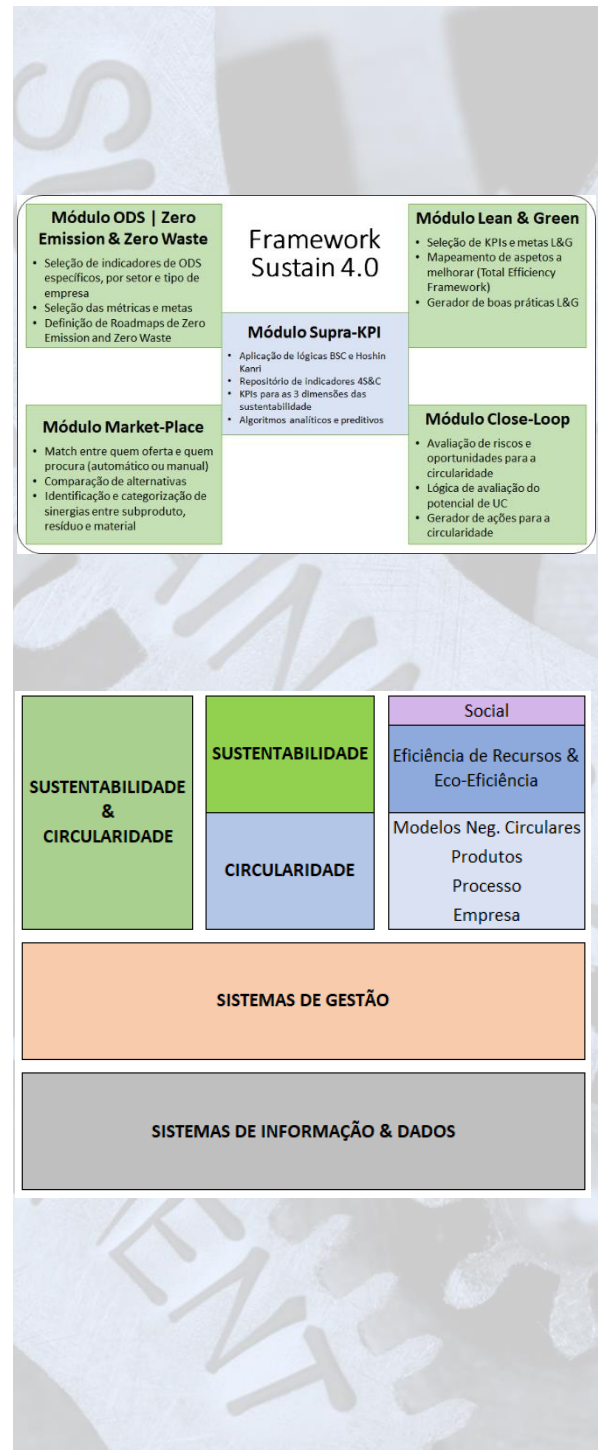 Módulo ODS | Zero
Emission & Zero Waste
• Seleção de indicadores de ODS
específicos, por setor e tipo de
empresa
• Seleção das métricas e metas
• Definição de Roadmaps de Zero
Emission and Zero Waste
Framework
Sustain 4.0
Módulo Lean & Green
• Seleção de KPIs e metas L&G
• Mapeamento de aspetos a
melhorar (Total Efficiency
Framework)
• Gerador de boas práticas L&G
Módulo Supra-KPI
• Aplicação de lógicas BSC e Hoshin
Kanri
• Repositório de indicadores 4S&C
• KPIs para as 3 dimensões das
sustentabilidade
• Algoritmos analíticos e preditivos
Módulo Market-Place
• Match entre quem oferta e quem
procura (automático ou manual)
• Comparação de alternativas
• Identificação e categorização de
sinergias entre subproduto,
resíduo e material
Módulo Close-Loop
• Avaliação de riscos e
oportunidades para a
circularidade
• Lógica de avaliação do
potencial de UC
• Gerador de ações para a
circularidade
SUSTENTABILIDADE
&
CIRCULARIDADE
SUSTENTABILIDADE
CIRCULARIDADE
Social
Eficiência de Recursos &
Eco-Eficiência
Modelos Neg. Circulares
Produtos
Processo
Empresa
SISTEMAS DE GESTÃO
SISTEMAS DE INFORMAÇÃO & DADOS
MENT